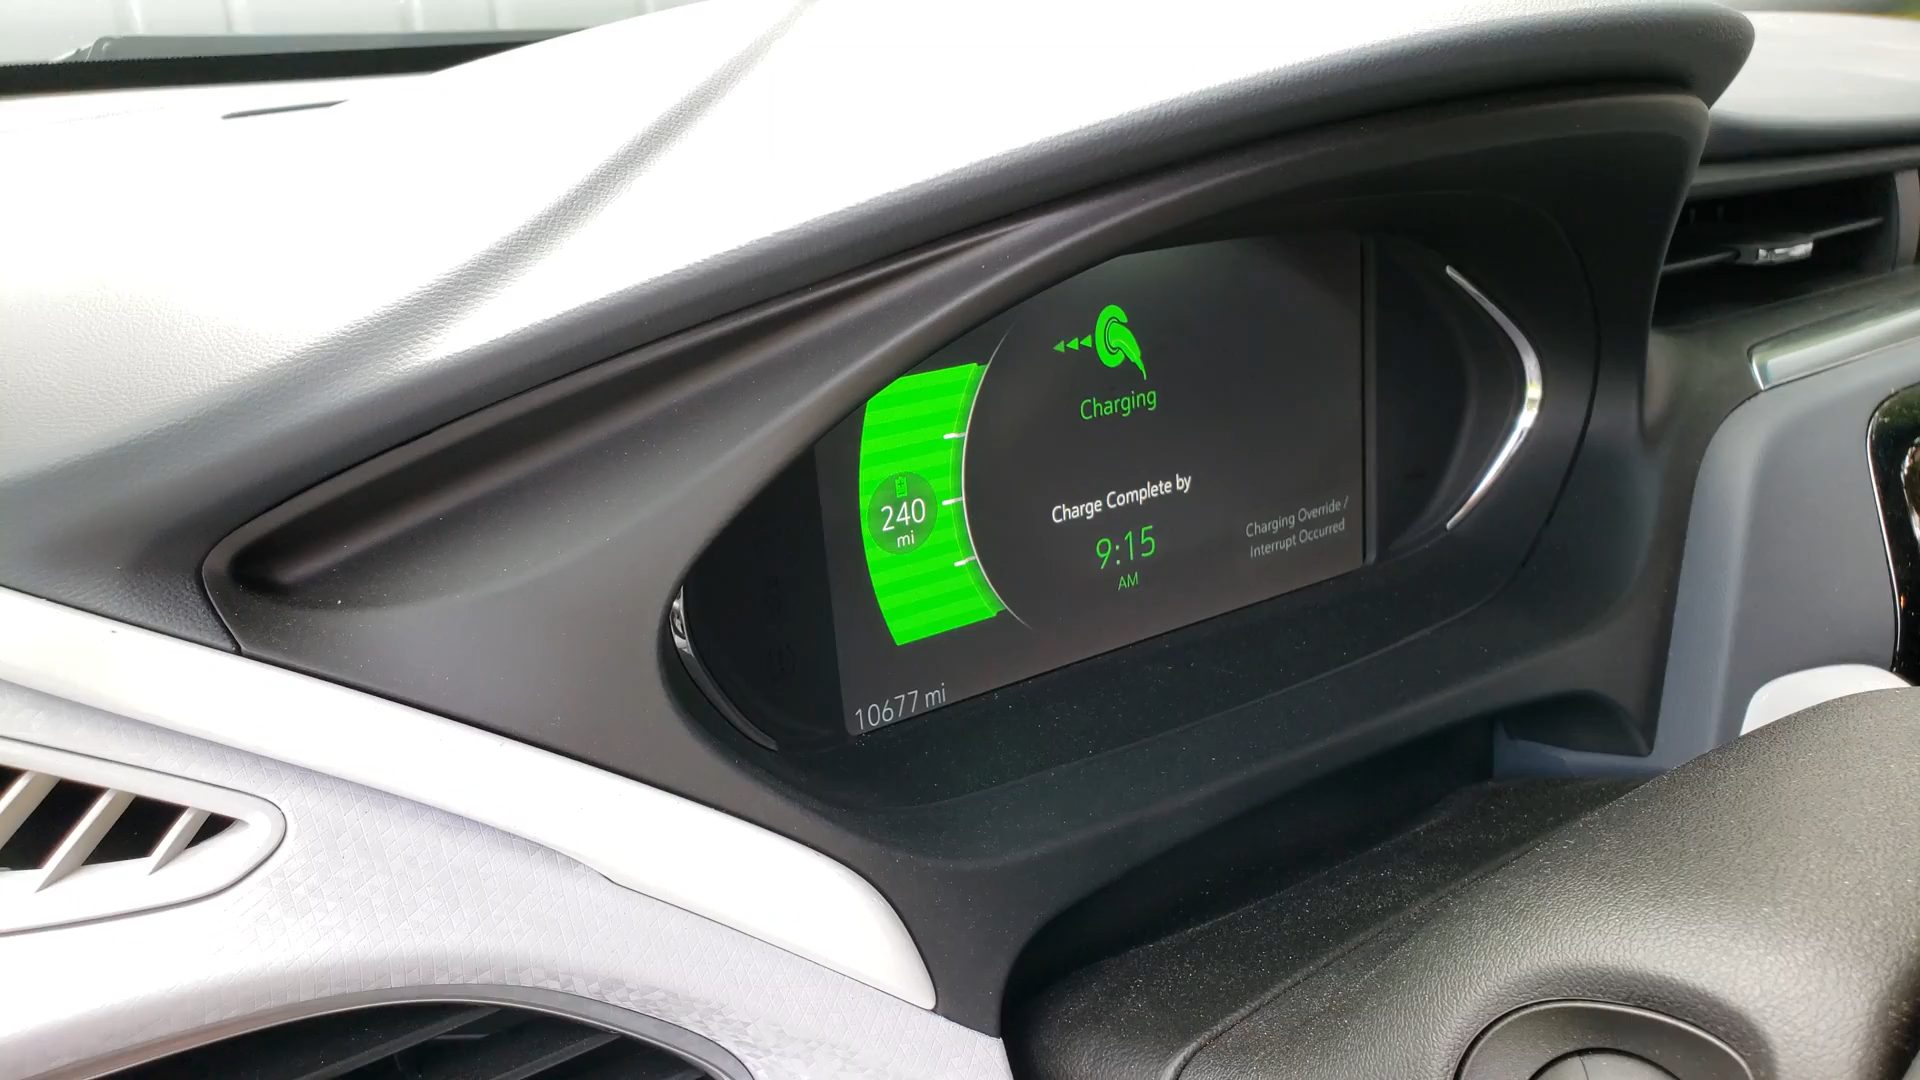 Charging
240
mi
Charge Complete by
9:15
AM
Charging Override /
Interrupt Occurred
10677 mi